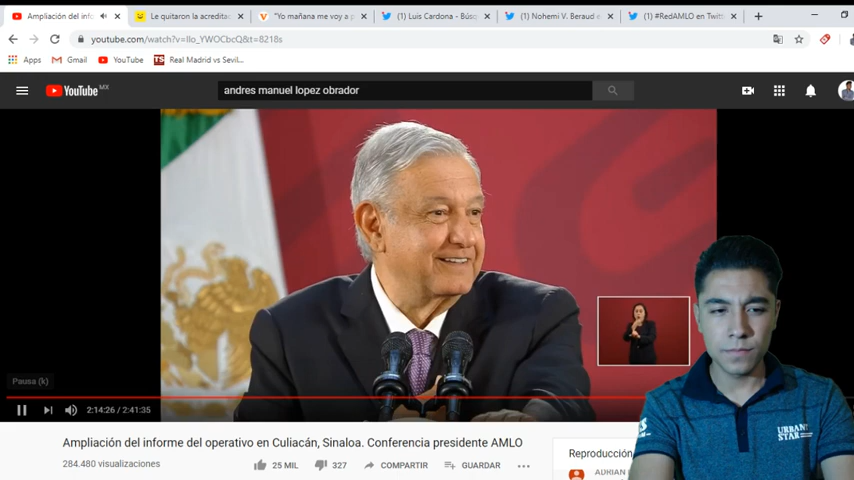 Ampliación del inf
Le quitaron la acreditac
"Yo mañana me voy a p
(1) Luis Cardona - Búsq
(1) Nohemi V. Beraud e
(1) #RedAMLO en Twitt
youtube.com/watch?v=llo_YWOCbcQ&t=8218s
Apps
Gmail
YouTube
TS Real Madrid vs Sevil...
YouTube MX
andres manuel lopez obrador
Pausa (k)
2:14:26 / 2:41:35
URBAN
STAR
Ampliación del informe del operativo en Culiacán, Sinaloa. Conferencia presidente AMLO
284.480 visualizaciones
25 MIL
327
COMPARTIR
GUARDAR
Reproducción
ADRIAN